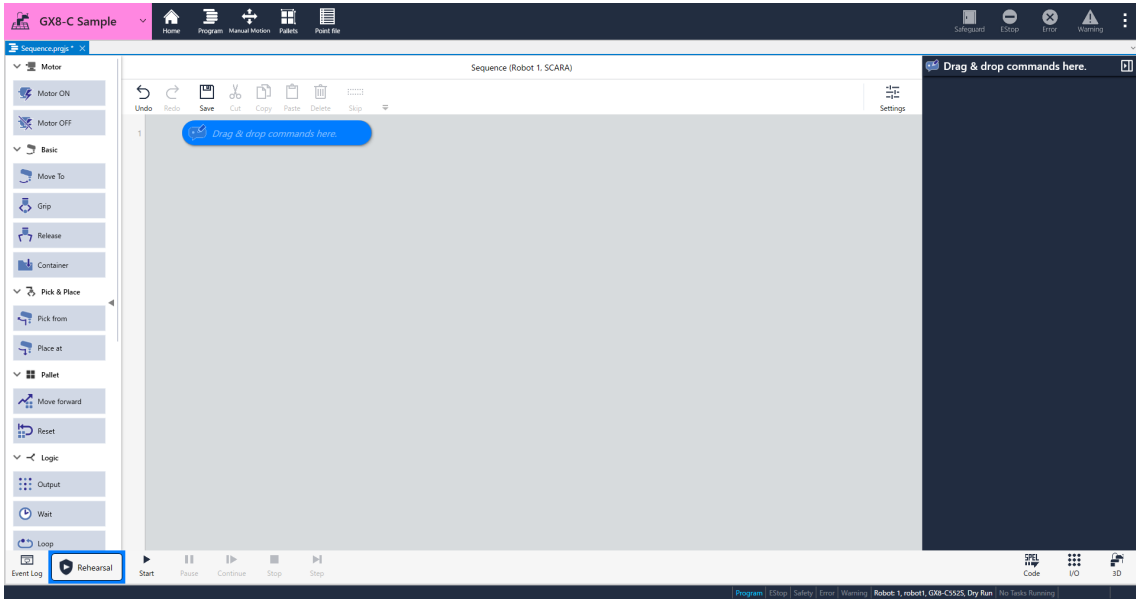 GX8-C Sample
Home
Program
Manual Motion
Pallets
Point file
Safeguard
EStop
Error
Warning
Sequence.prgjs *
Motor
Sequence (Robot 1, SCARA)
Drag & drop commands here.
Motor ON
Undo
Redo
Save
Cut
Copy
Paste
Delete
Skip
Settings
Motor OFF
1
Drag & drop commands here.
Basic
Move To
Grip
Release
Container
Pick & Place
Pick from
Place at
Pallet
Move forward
Reset
Logic
Output
Wait
Loop
Event Log
Rehearsal
Start
Pause
Continue
Stop
Step
SPEL
Code
I/O
3D
Program
EStop
Safety
Error
Warning
Robot: 1, robot1, GX8-C552S, Dry Run
No Tasks Running